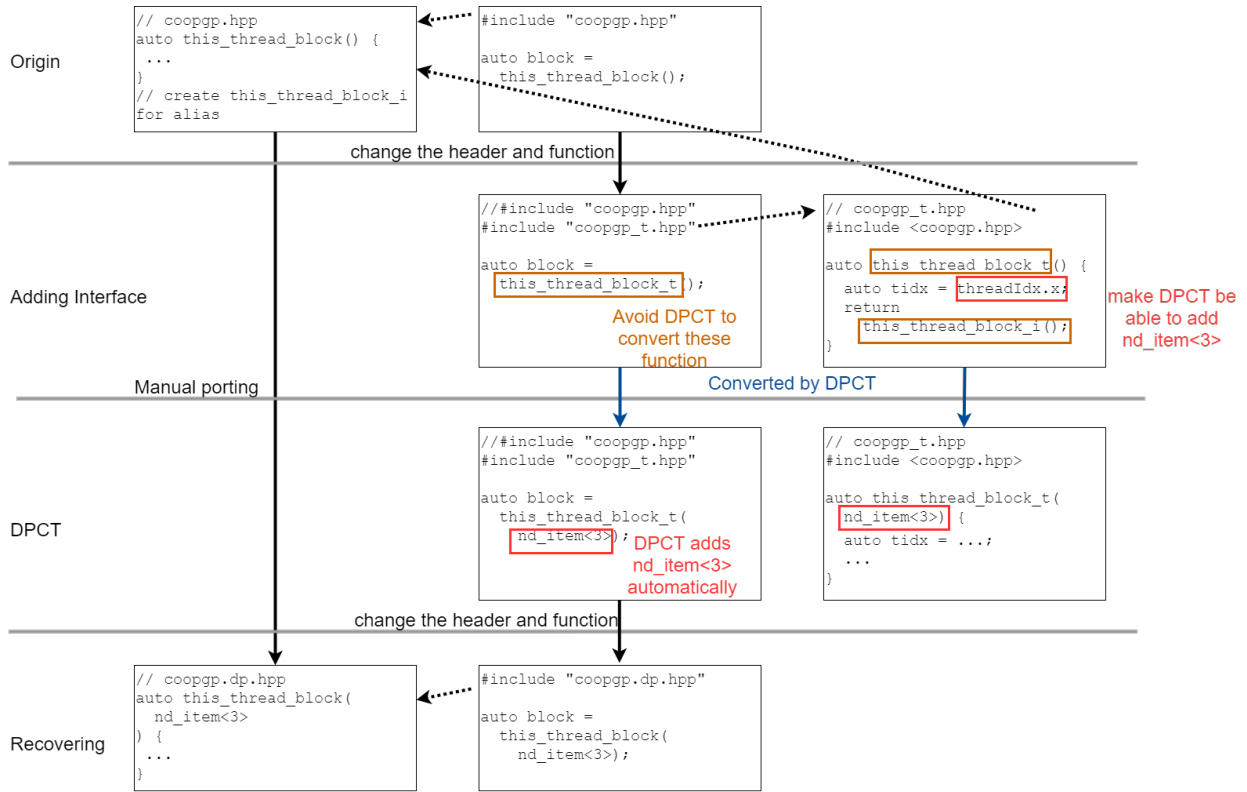 // coopgp.hpp
auto this_thread_block() {
...
}
// create this_thread_block_i
for alias
#include "coopgp.hpp"
auto block =
this_thread_block();
Origin
change the header and function
//#include "coopgp.hpp"
#include "coopgp_t.hpp"
auto block =
this_thread_block_t();
Avoid DPCT to
convert these
function
// coopgp_t.hpp
#include <coopgp.hpp>
auto this_thread_block_t() {
auto tidx = threadIdx.x;
return
this_thread_block_i();
}
make DPCT be
able to add
nd_item<3>
Adding Interface
Manual porting
Converted by DPCT
//#include "coopgp.hpp"
#include "coopgp_t.hpp"
auto block =
this_thread_block_t(
nd_item<3>);
DPCT adds
nd_item<3>
automatically
// coopgp_t.hpp
#include <coopgp.hpp>
auto this_thread_block_t(
nd_item<3>) {
auto tidx = ...;
...
}
DPCT
change the header and function
// coopgp.dp.hpp
auto this_thread_block(
nd_item<3>
) {
...
}
#include "coopgp.dp.hpp"
auto block =
this_thread_block(
nd_item<3>);
Recovering